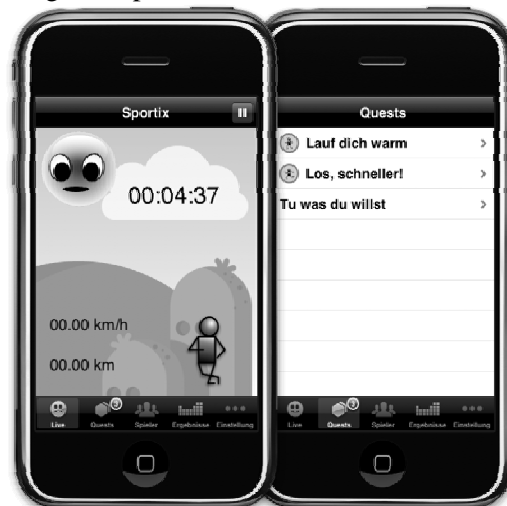 Sportix
00:04:37
00.00 km/h
00.00 km
Live Quests Spieler Ergebnisse Einstellung
Quests
Lauf dich warm
Los, schneller!
Tu was du willst
Live Quests Spieler Ergebnisse Einstellung